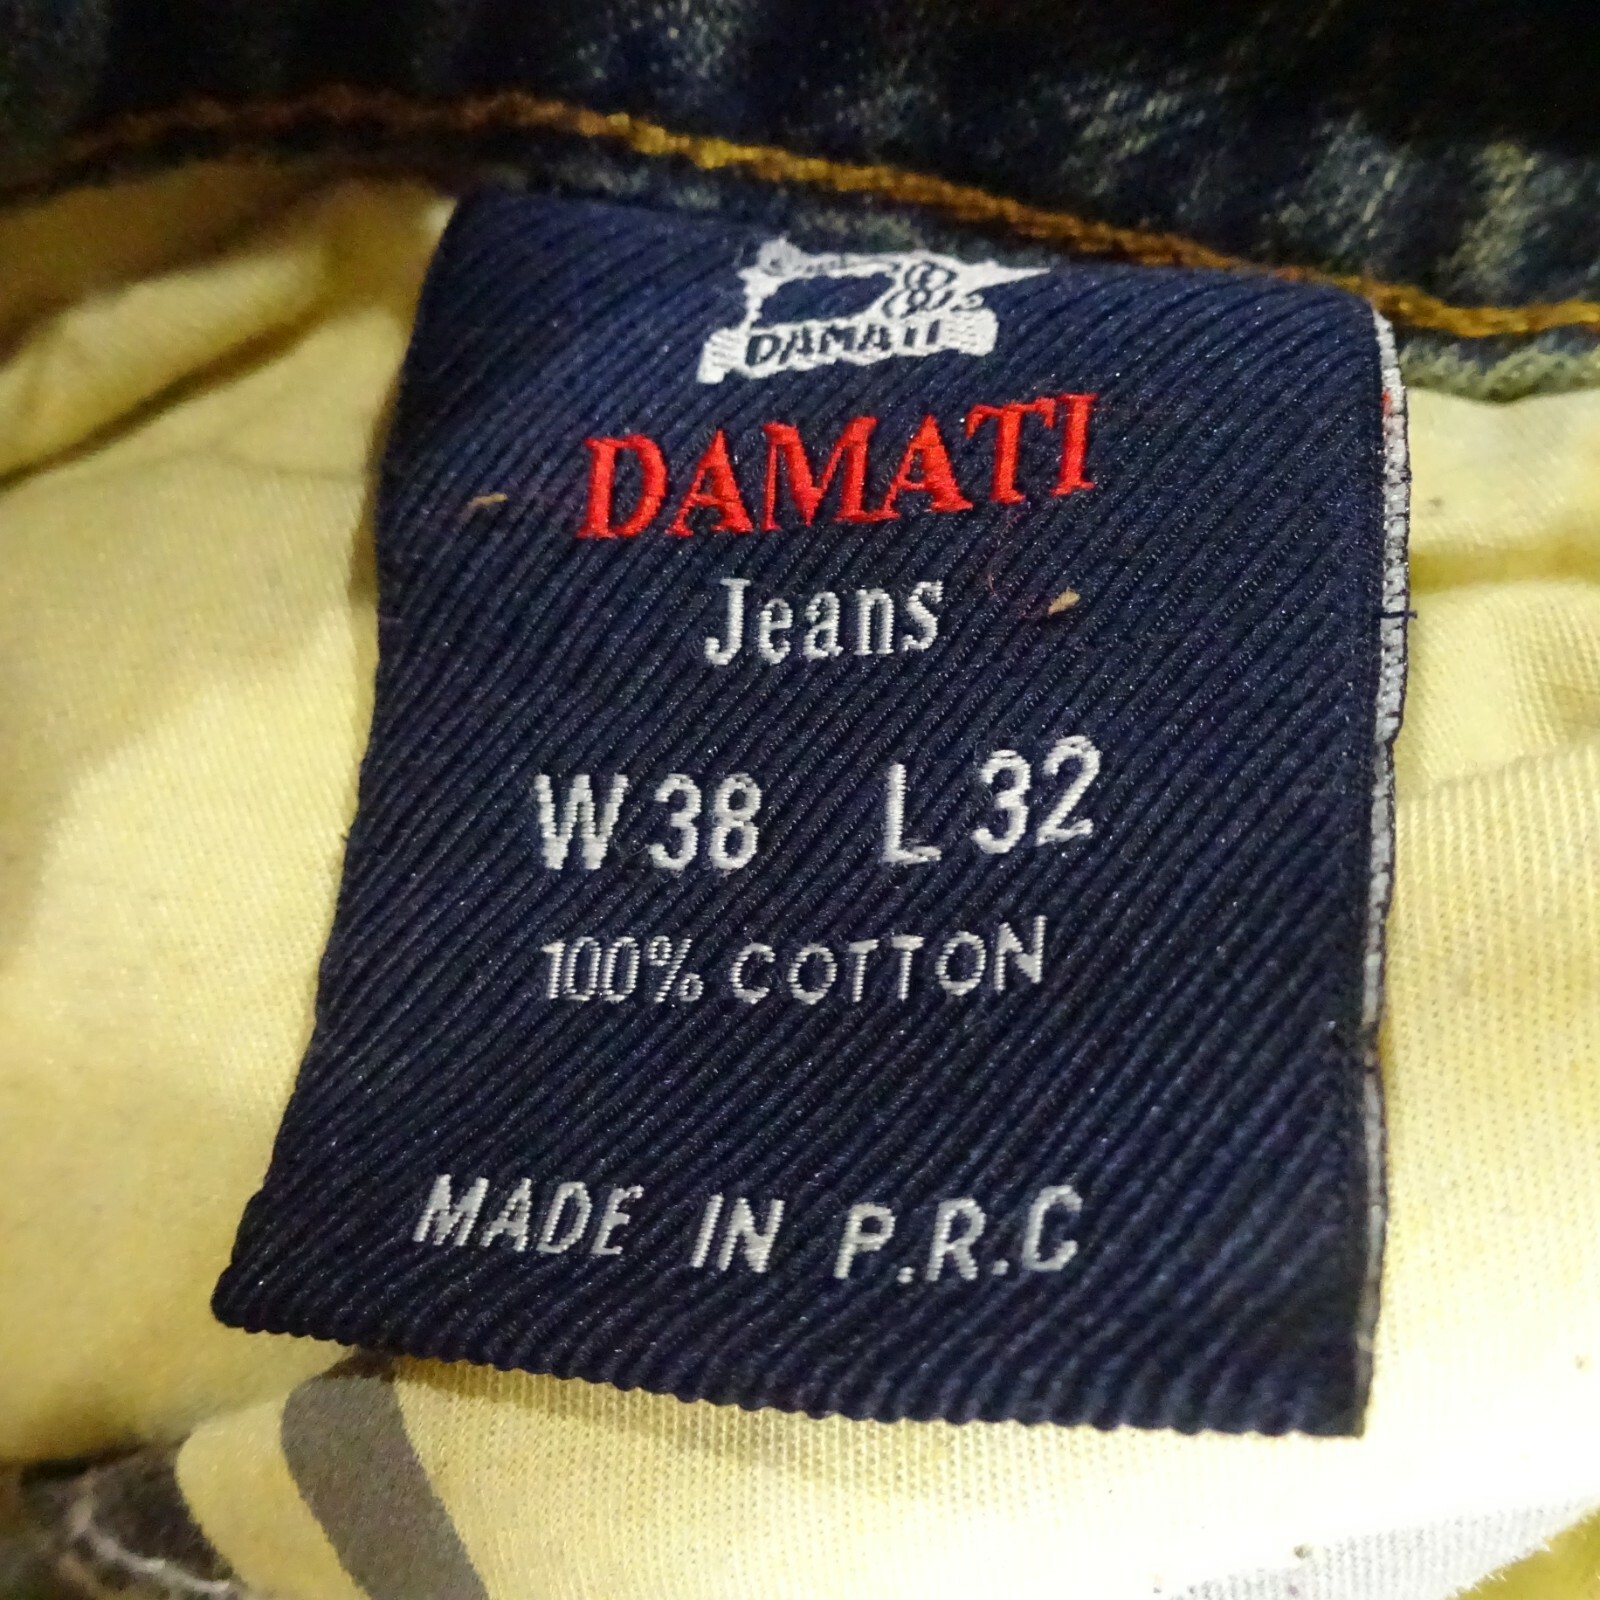 DAMATI
DAMATI
Jeans
W38 L32
100% COTTON
MADE IN P.R.C